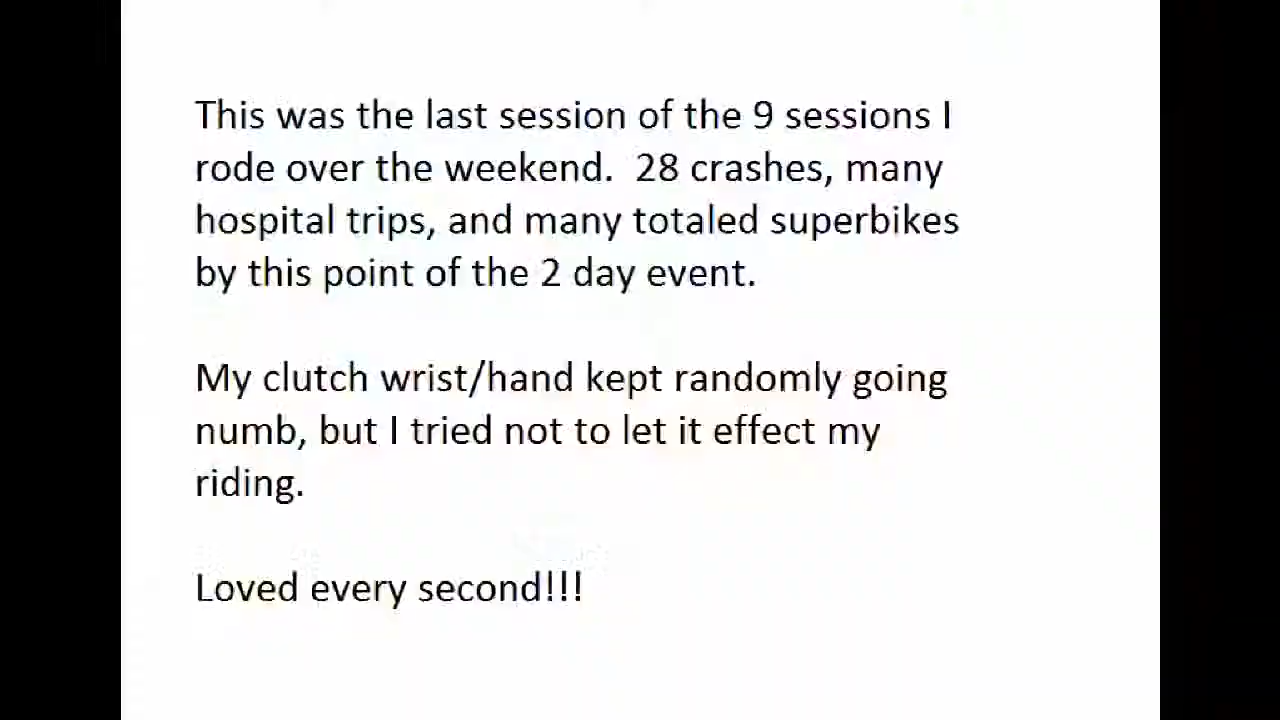 This was the last session of the 9 sessions I
rode over the weekend.  28 crashes, many
hospital trips, and many totaled superbikes
by this point of the 2 day event.
My clutch wrist/hand kept randomly going
numb, but I tried not to let it effect my
riding.
Loved every second!!!